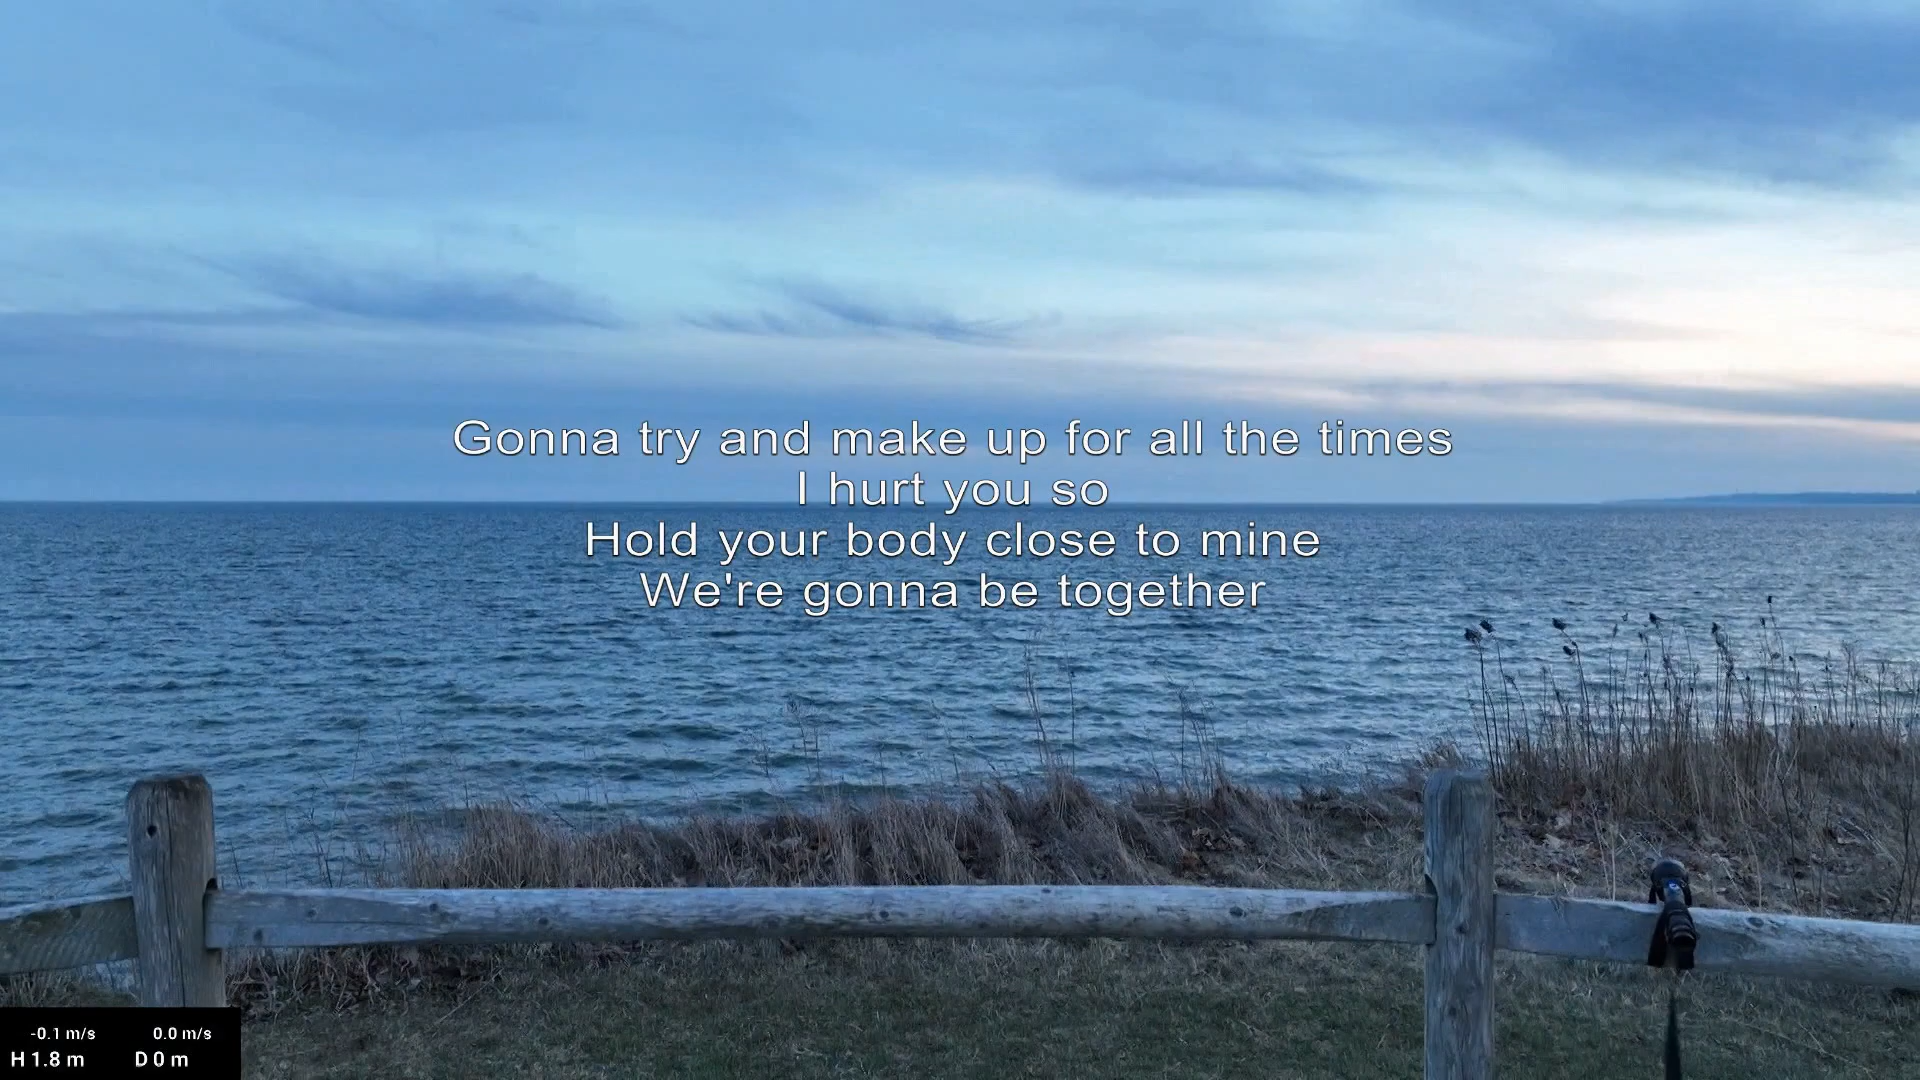 Gonna try and make up for all the times
I hurt you so
Hold your body close to mine
We're gonna be together
-0.1 m/s 0.0 m/s
H 1.8 m D 0 m